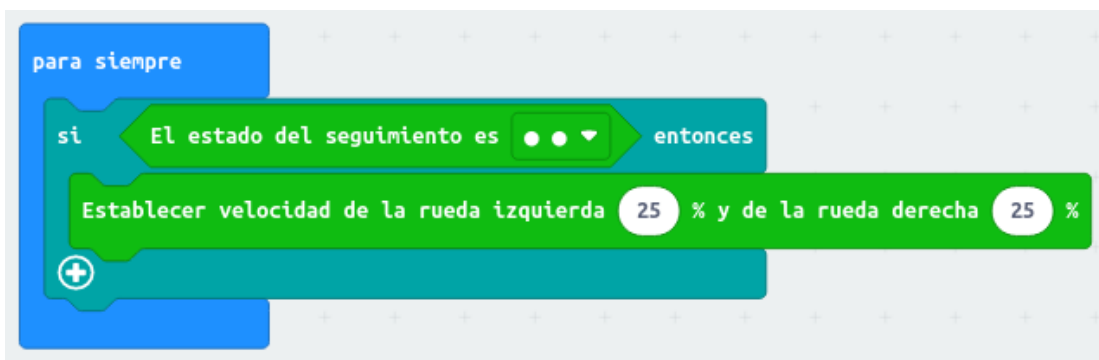 para siempre
si El estado del seguimiento es entonces
Establecer velocidad de la rueda izquierda 25 % y de la rueda derecha 25 %